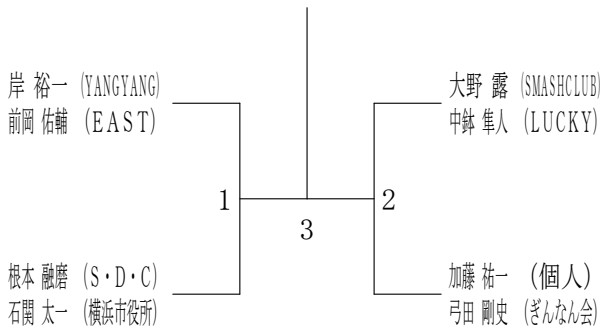 岸 裕一 (YANGYANG)
前岡 佑輔 (EAST)
大野 露 (SMASHCLUB)
中鉢 隼人 (LUCKY)
1
2
3
根本 融磨 (S・D・C)
石関 太一 (横浜市役所)
加藤 祐一 (個人)
弓田 剛史 (ぎんなん会)